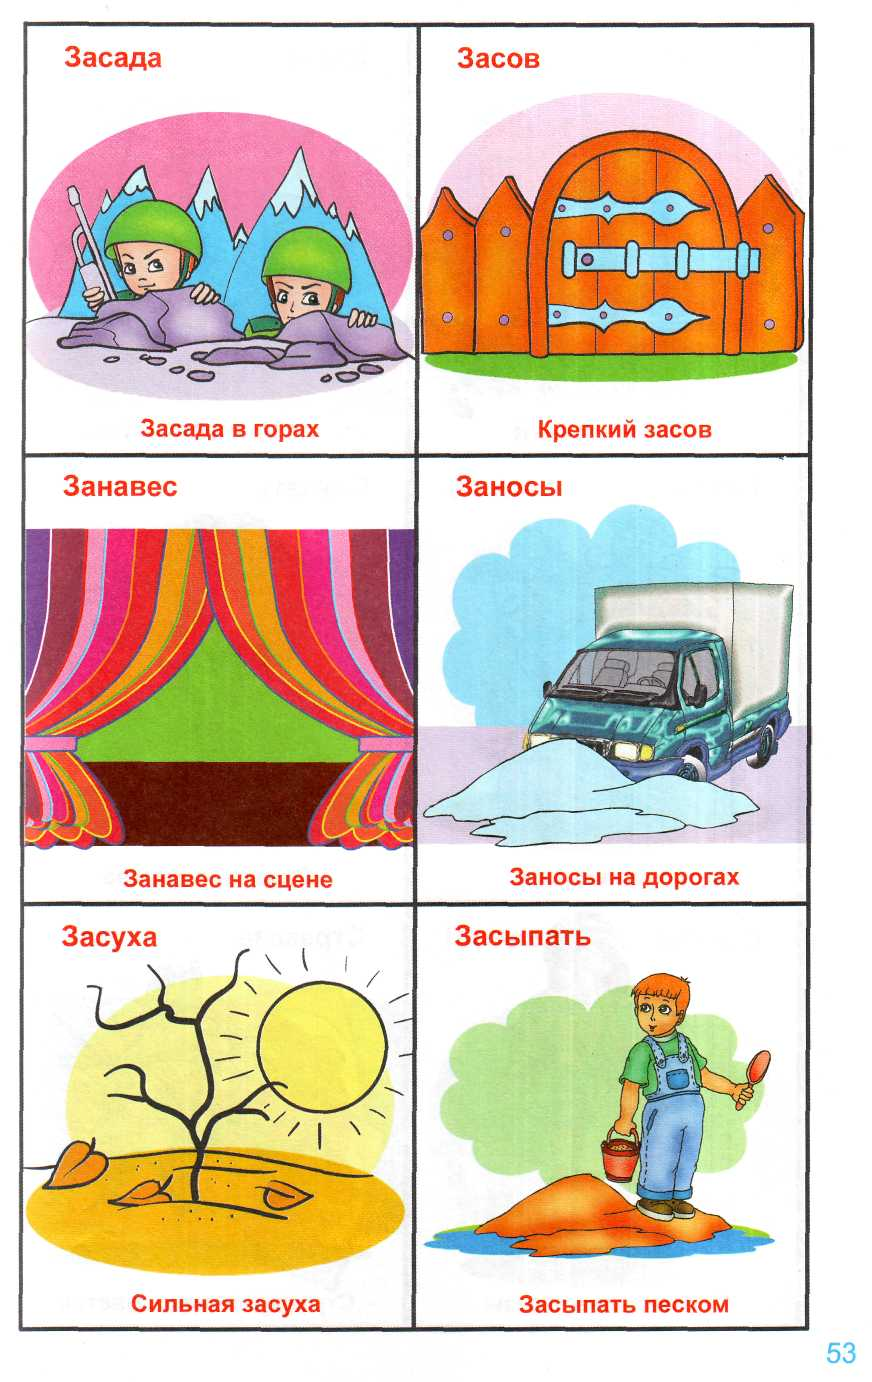 Засада
Засада в горах
Засов
Крепкий засов
Занавес
Занавес на сцене
Заносы
Заносы на дорогах
Засуха
Сильная засуха
Засыпать
Засыпать песком
53